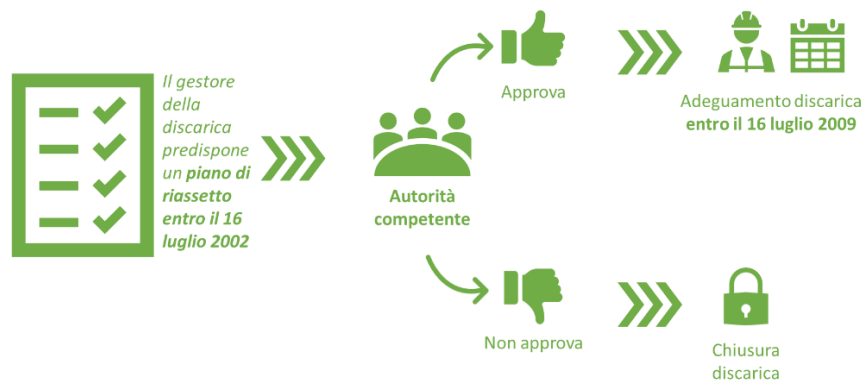 Il gestore
della
discarica
predispone
un piano di
riassetto
entro il 16
luglio 2002
Autorità
competente
Approva
Adeguamento discarica
entro il 16 luglio 2009
Non approva
Chiusura
discarica